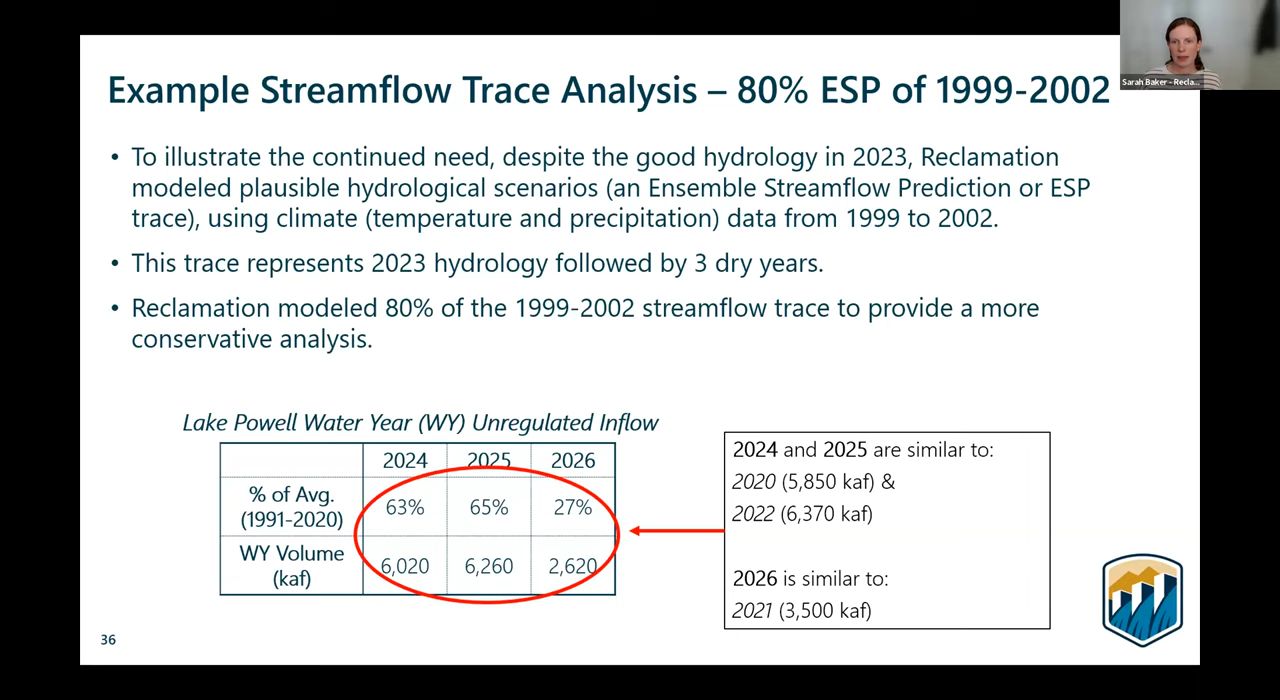 Sarah Baker - Recla...
Example Streamflow Trace Analysis – 80% ESP of 1999-2002
• To illustrate the continued need, despite the good hydrology in 2023, Reclamation
modeled plausible hydrological scenarios (an Ensemble Streamflow Prediction or ESP
trace), using climate (temperature and precipitation) data from 1999 to 2002.
• This trace represents 2023 hydrology followed by 3 dry years.
• Reclamation modeled 80% of the 1999-2002 streamflow trace to provide a more
conservative analysis.
Lake Powell Water Year (WY) Unregulated Inflow
2024 2025 2026
% of Avg.
(1991-2020) 63% 65% 27%
WY Volume
(kaf) 6,020 6,260 2,620
2024 and 2025 are similar to:
2020 (5,850 kaf) &
2022 (6,370 kaf)
2026 is similar to:
2021 (3,500 kaf)
36